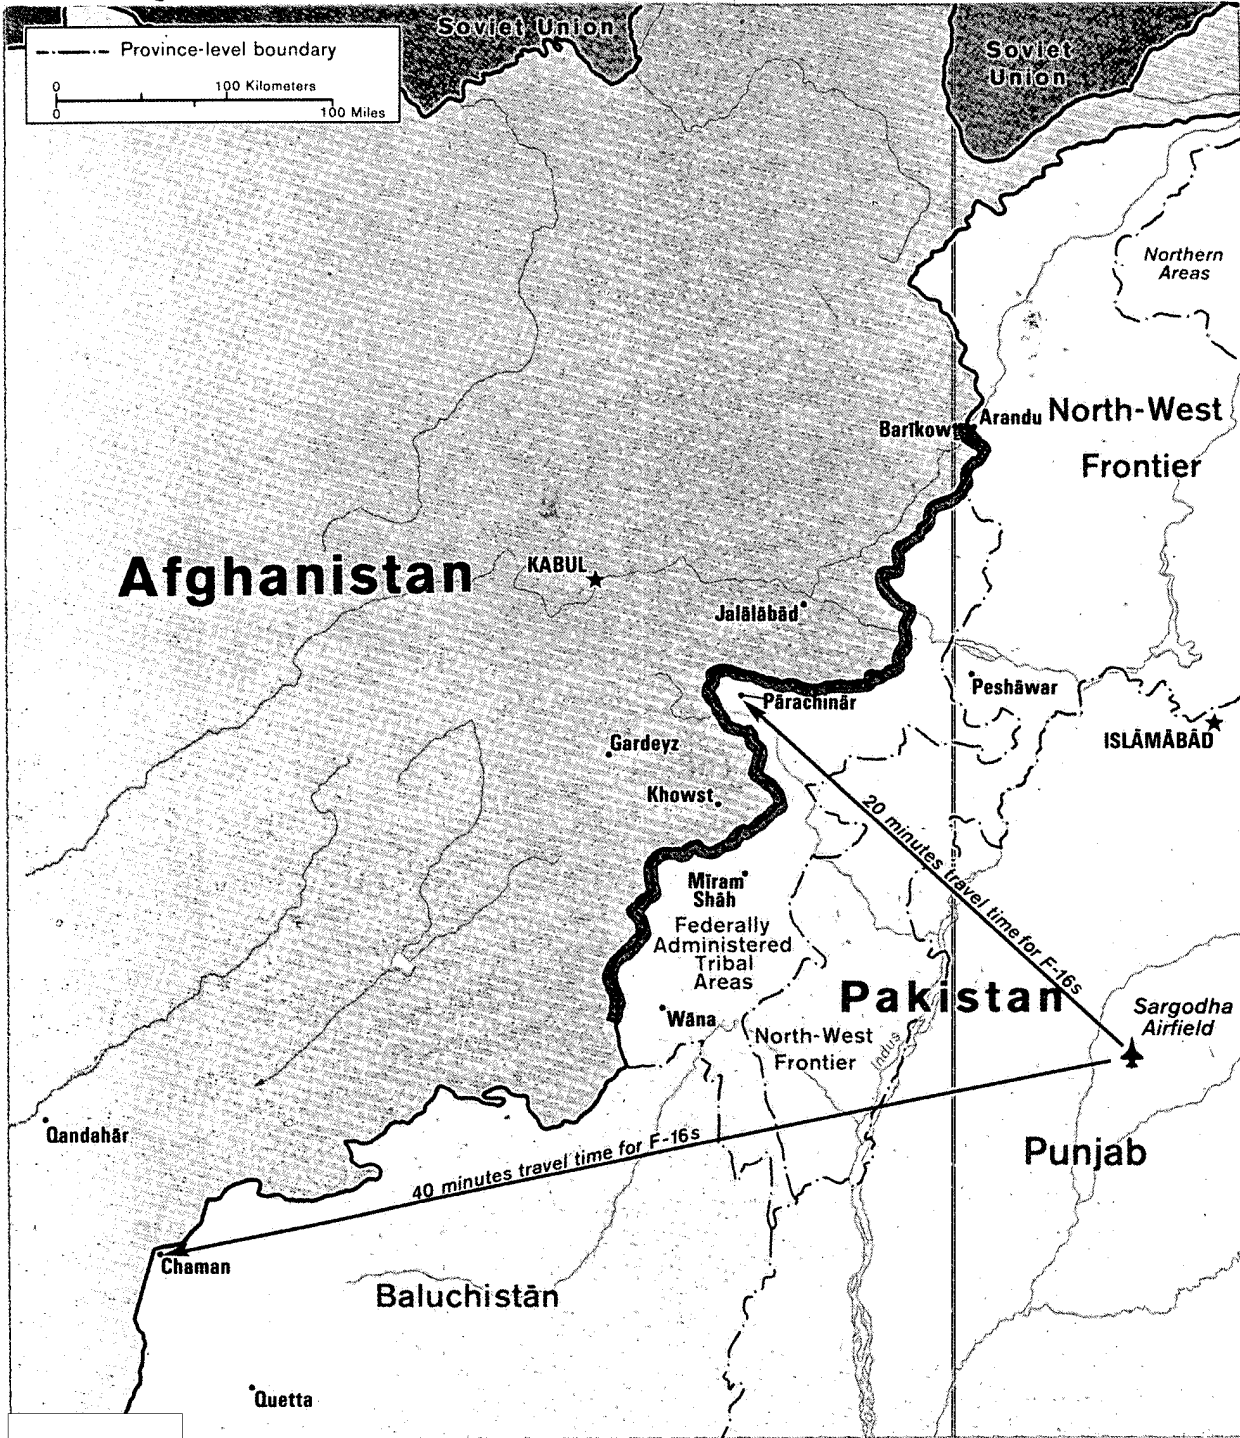 Soviet Union
Province-level boundary
0 100 Kilometers
0 100 Miles
Soviet
Union
Northern
Areas
Barīkowṭ
Arandu
North-West
Frontier
Afghanistan
KABUL
Jalālābād
Peshāwar
Pārachinār
ISLĀMĀBĀD
Gardeyz
Khowst
20 minutes travel time for F-16s
Mīram
Shāh
Federally
Administered
Tribal
Areas
Pakistan
Sargodha
Airfield
Wāna
North-West
Frontier
Indus
Qandahār
40 minutes travel time for F-16s
Punjab
Chaman
Baluchistān
Quetta